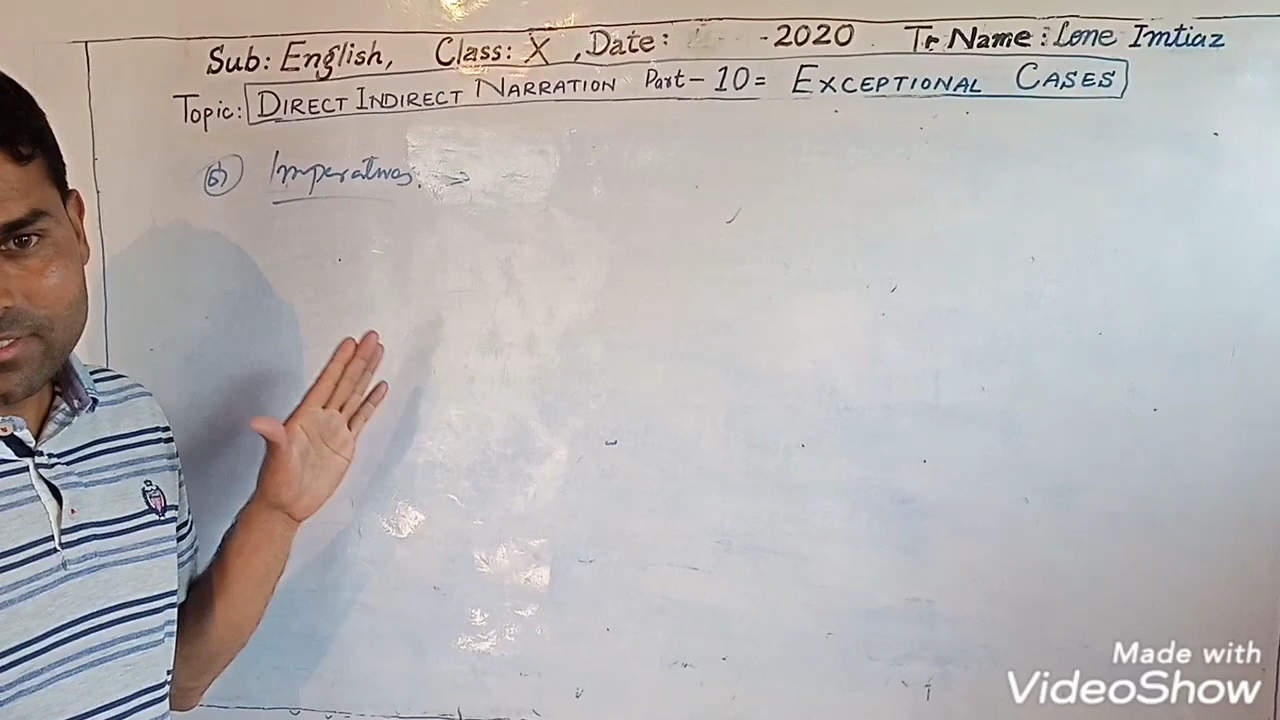 Sub: English, Class: X , Date: -2020 Tr Name: Lone Imtiaz
Topic: DIRECT INDIRECT NARRATION Part-10= EXCEPTIONAL CASES
Imperatives. →
Made with
VideoShow